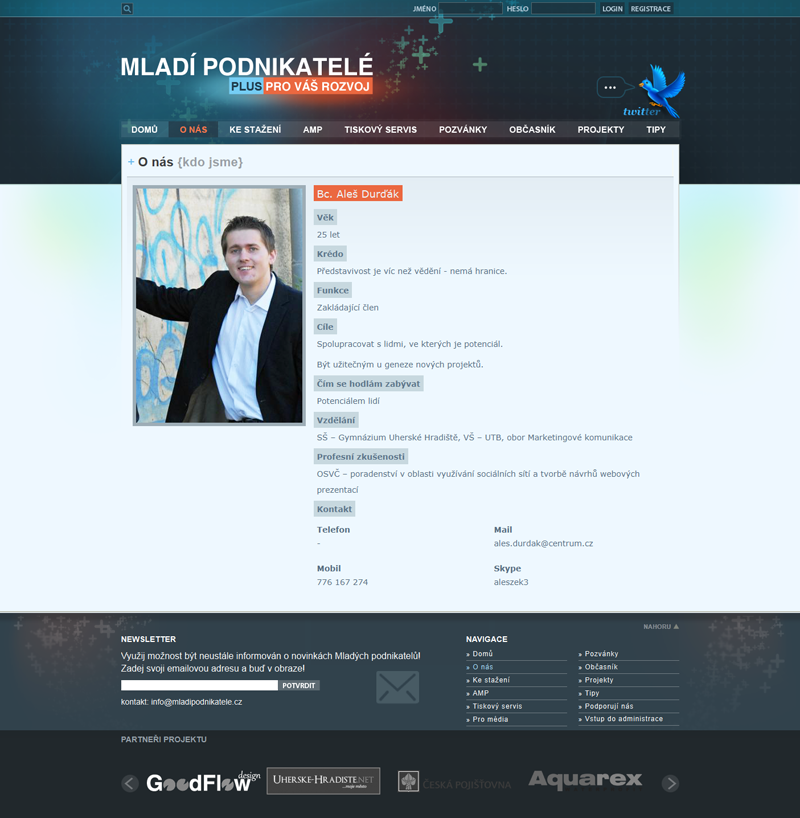 JMÉNO HESLO LOGIN REGISTRACE
MLADÍ PODNIKATELÉ
PLUS PRO VÁŠ ROZVOJ
twitter
DOMŮ O NÁS KE STAŽENÍ AMP TISKOVÝ SERVIS POZVÁNKY OBČASNÍK PROJEKTY TIPY
+ O nás {kdo jsme}
Bc. Aleš Durďák
Věk
25 let
Krédo
Představivost je víc než vědění - nemá hranice.
Funkce
Zakládající člen
Cíle
Spolupracovat s lidmi, ve kterých je potenciál.
Být užitečným u geneze nových projektů.
Čím se hodlám zabývat
Potenciálem lidí
Vzdělání
SŠ – Gymnázium Uherské Hradiště, VŠ – UTB, obor Marketingové komunikace
Profesní zkušenosti
OSVČ – poradenství v oblasti využívání sociálních sítí a tvorbě návrhů webových
prezentací
Kontakt
Telefon Mail
- ales.durdak@centrum.cz
Mobil Skype
776 167 274 aleszek3
NAHORU
NEWSLETTER
Využij možnost být neustále informován o novinkách Mladých podnikatelů!
Zadej svoji emailovou adresu a buď v obraze!
POTVRDIT
kontakt: info@mladipodnikatele.cz
NAVIGACE
» Domů » Pozvánky
» O nás » Občasník
» Ke stažení » Projekty
» AMP » Tipy
» Tiskový servis » Podporují nás
» Pro média » Vstup do administrace
PARTNEŘI PROJEKTU
GoodFlow design
UHERSKE-HRADISTE.NET
...moje město
ČESKÁ POJIŠŤOVNA
Aquarex